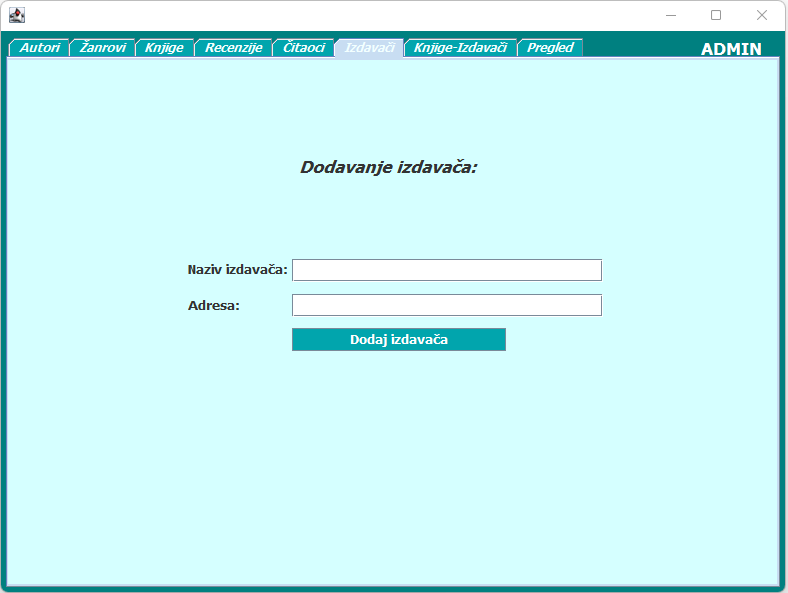 Autori Žanrovi Knjige Recenzije Čitaoci Izdavači Knjige-Izdavači Pregled ADMIN
Dodavanje izdavača:
Naziv izdavača:
Adresa:
Dodaj izdavača